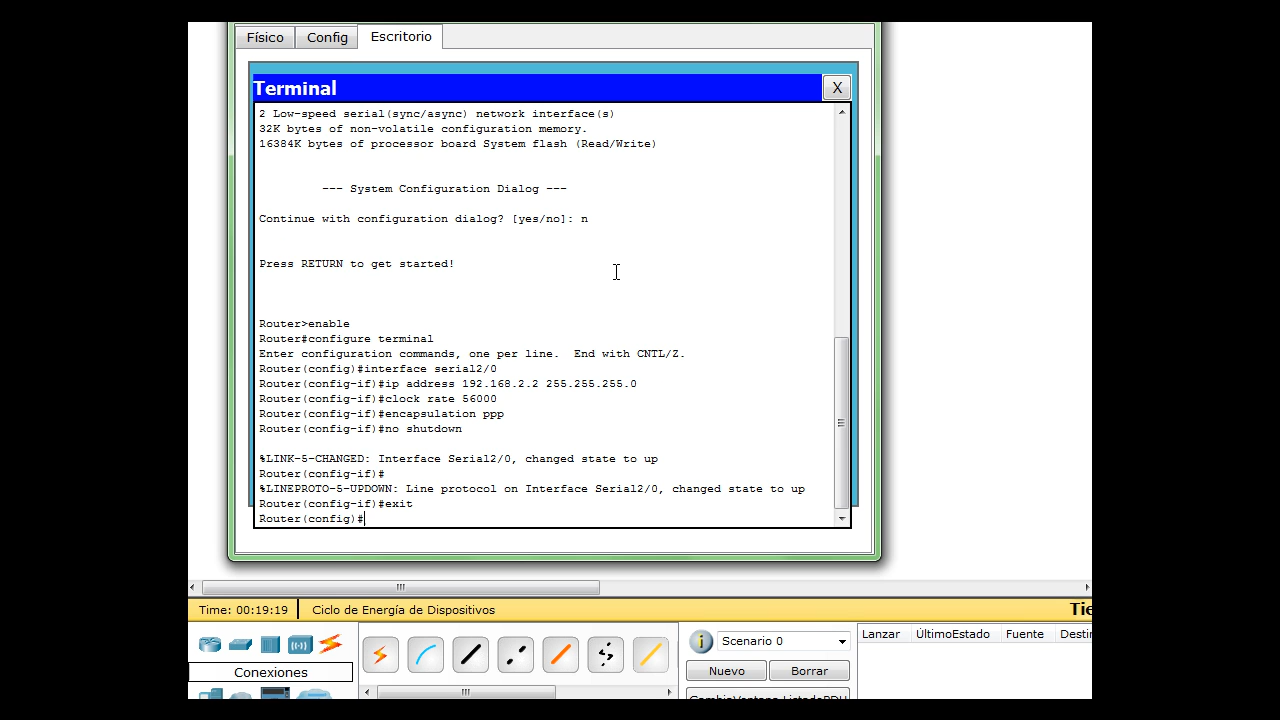 Físico Config Escritorio
Terminal X
2 Low-speed serial(sync/async) network interface(s)
32K bytes of non-volatile configuration memory.
16384K bytes of processor board System flash (Read/Write)
--- System Configuration Dialog ---
Continue with configuration dialog? [yes/no]: n
Press RETURN to get started!
Router>enable
Router#configure terminal
Enter configuration commands, one per line.  End with CNTL/Z.
Router(config)#interface serial2/0
Router(config-if)#ip address 192.168.2.2 255.255.255.0
Router(config-if)#clock rate 56000
Router(config-if)#encapsulation ppp
Router(config-if)#no shutdown
%LINK-5-CHANGED: Interface Serial2/0, changed state to up
Router(config-if)#
%LINEPROTO-5-UPDOWN: Line protocol on Interface Serial2/0, changed state to up
Router(config-if)#exit
Router(config)#
Time: 00:19:19 Ciclo de Energía de Dispositivos Tie
Scenario 0 Lanzar ÚltimoEstado Fuente Destin
Conexiones Nuevo Borrar